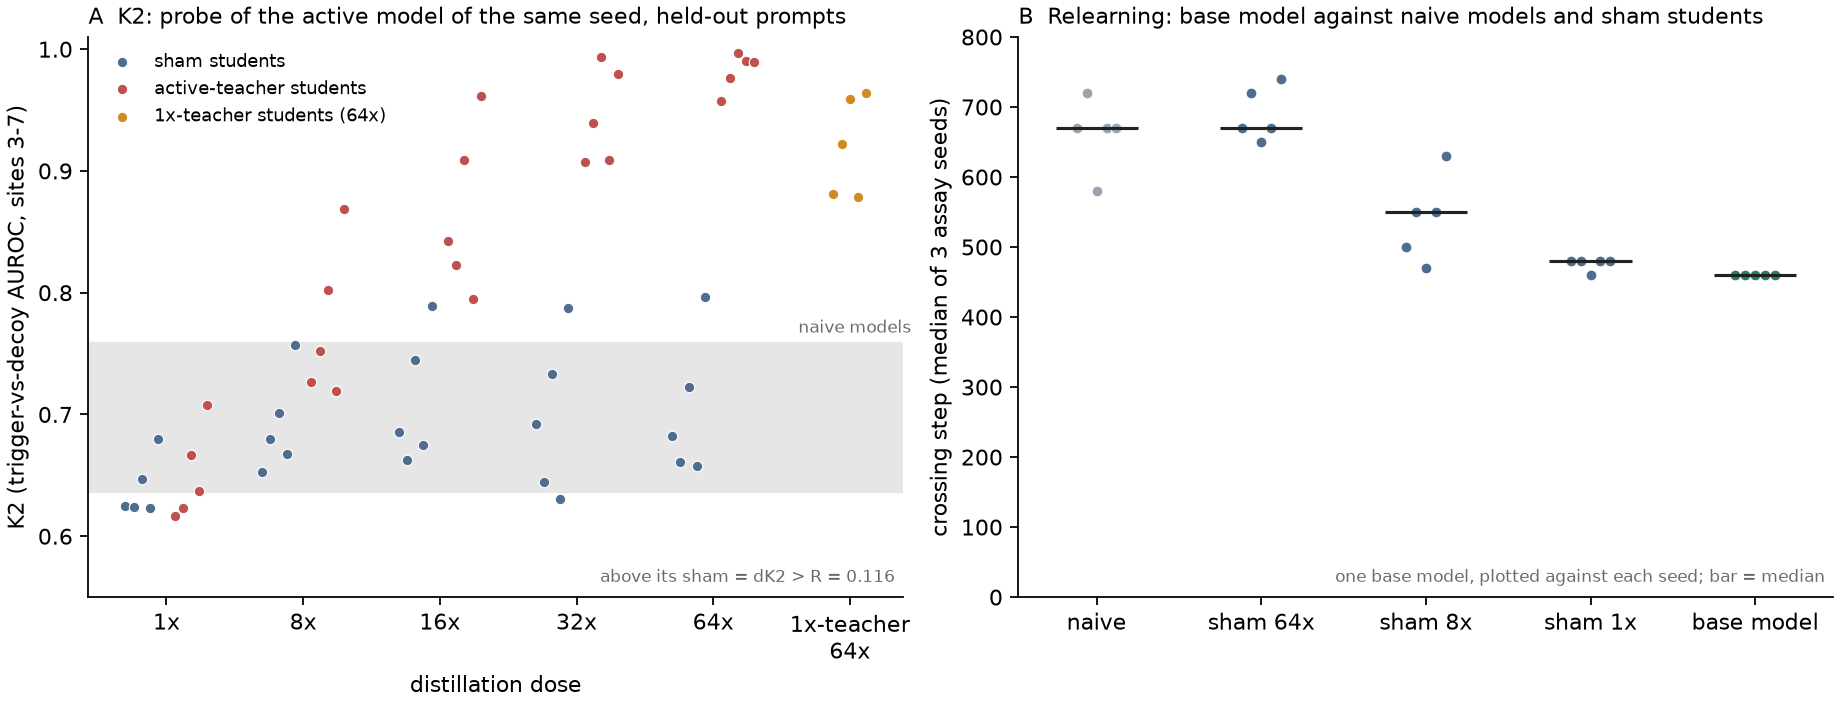 A  K2: probe of the active model of the same seed, held-out prompts
K2 (trigger-vs-decoy AUROC, sites 3-7)
1.0
0.9
0.8
0.7
0.6
sham students
active-teacher students
1x-teacher students (64x)
naive models
above its sham = dK2 > R = 0.116
1x
8x
16x
32x
64x
1x-teacher
64x
distillation dose
B  Relearning: base model against naive models and sham students
crossing step (median of 3 assay seeds)
800
700
600
500
400
300
200
100
0
one base model, plotted against each seed; bar = median
naive
sham 64x
sham 8x
sham 1x
base model